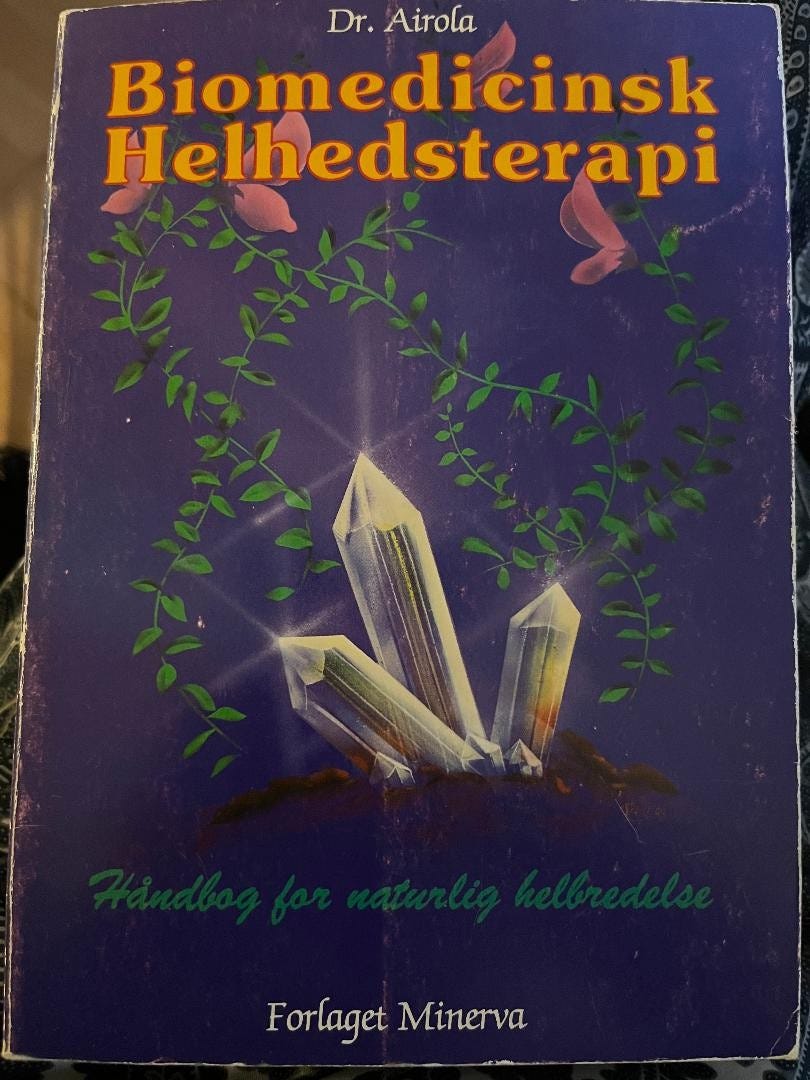 Dr. Airola
Biomedicinsk
Helhedsterapi
Håndbog for naturlig helbredelse
Forlaget Minerva